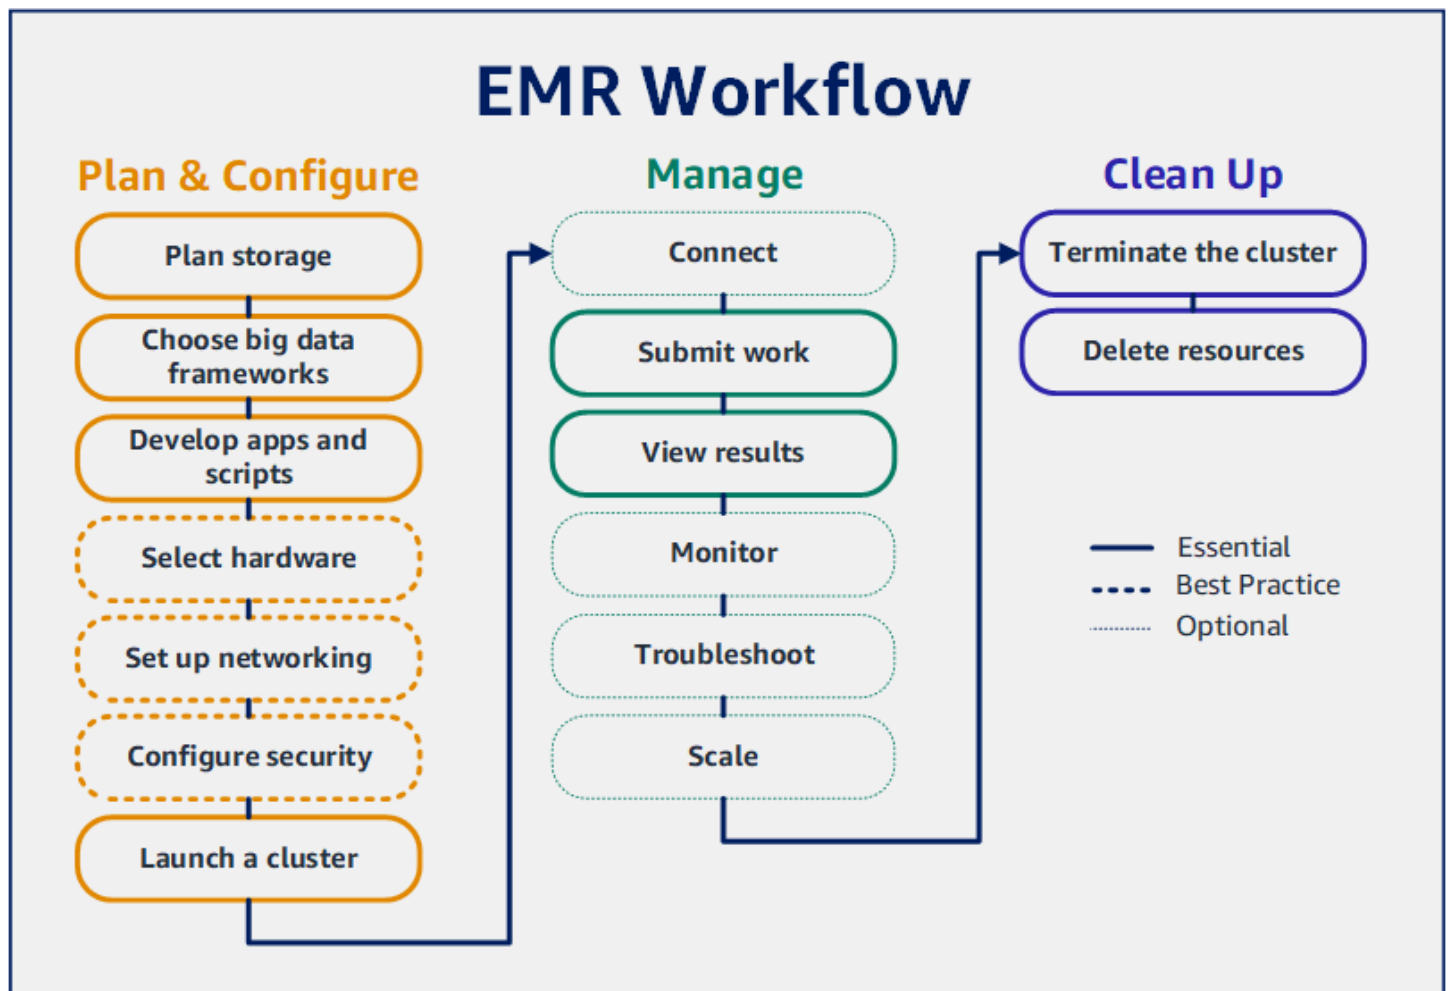 EMR Workflow
Plan & Configure
Plan storage
Choose big data
frameworks
Develop apps and
scripts
Select hardware
Set up networking
Configure security
Launch a cluster
Manage
Connect
Submit work
View results
Monitor
Troubleshoot
Scale
Clean Up
Terminate the cluster
Delete resources
Essential
Best Practice
Optional